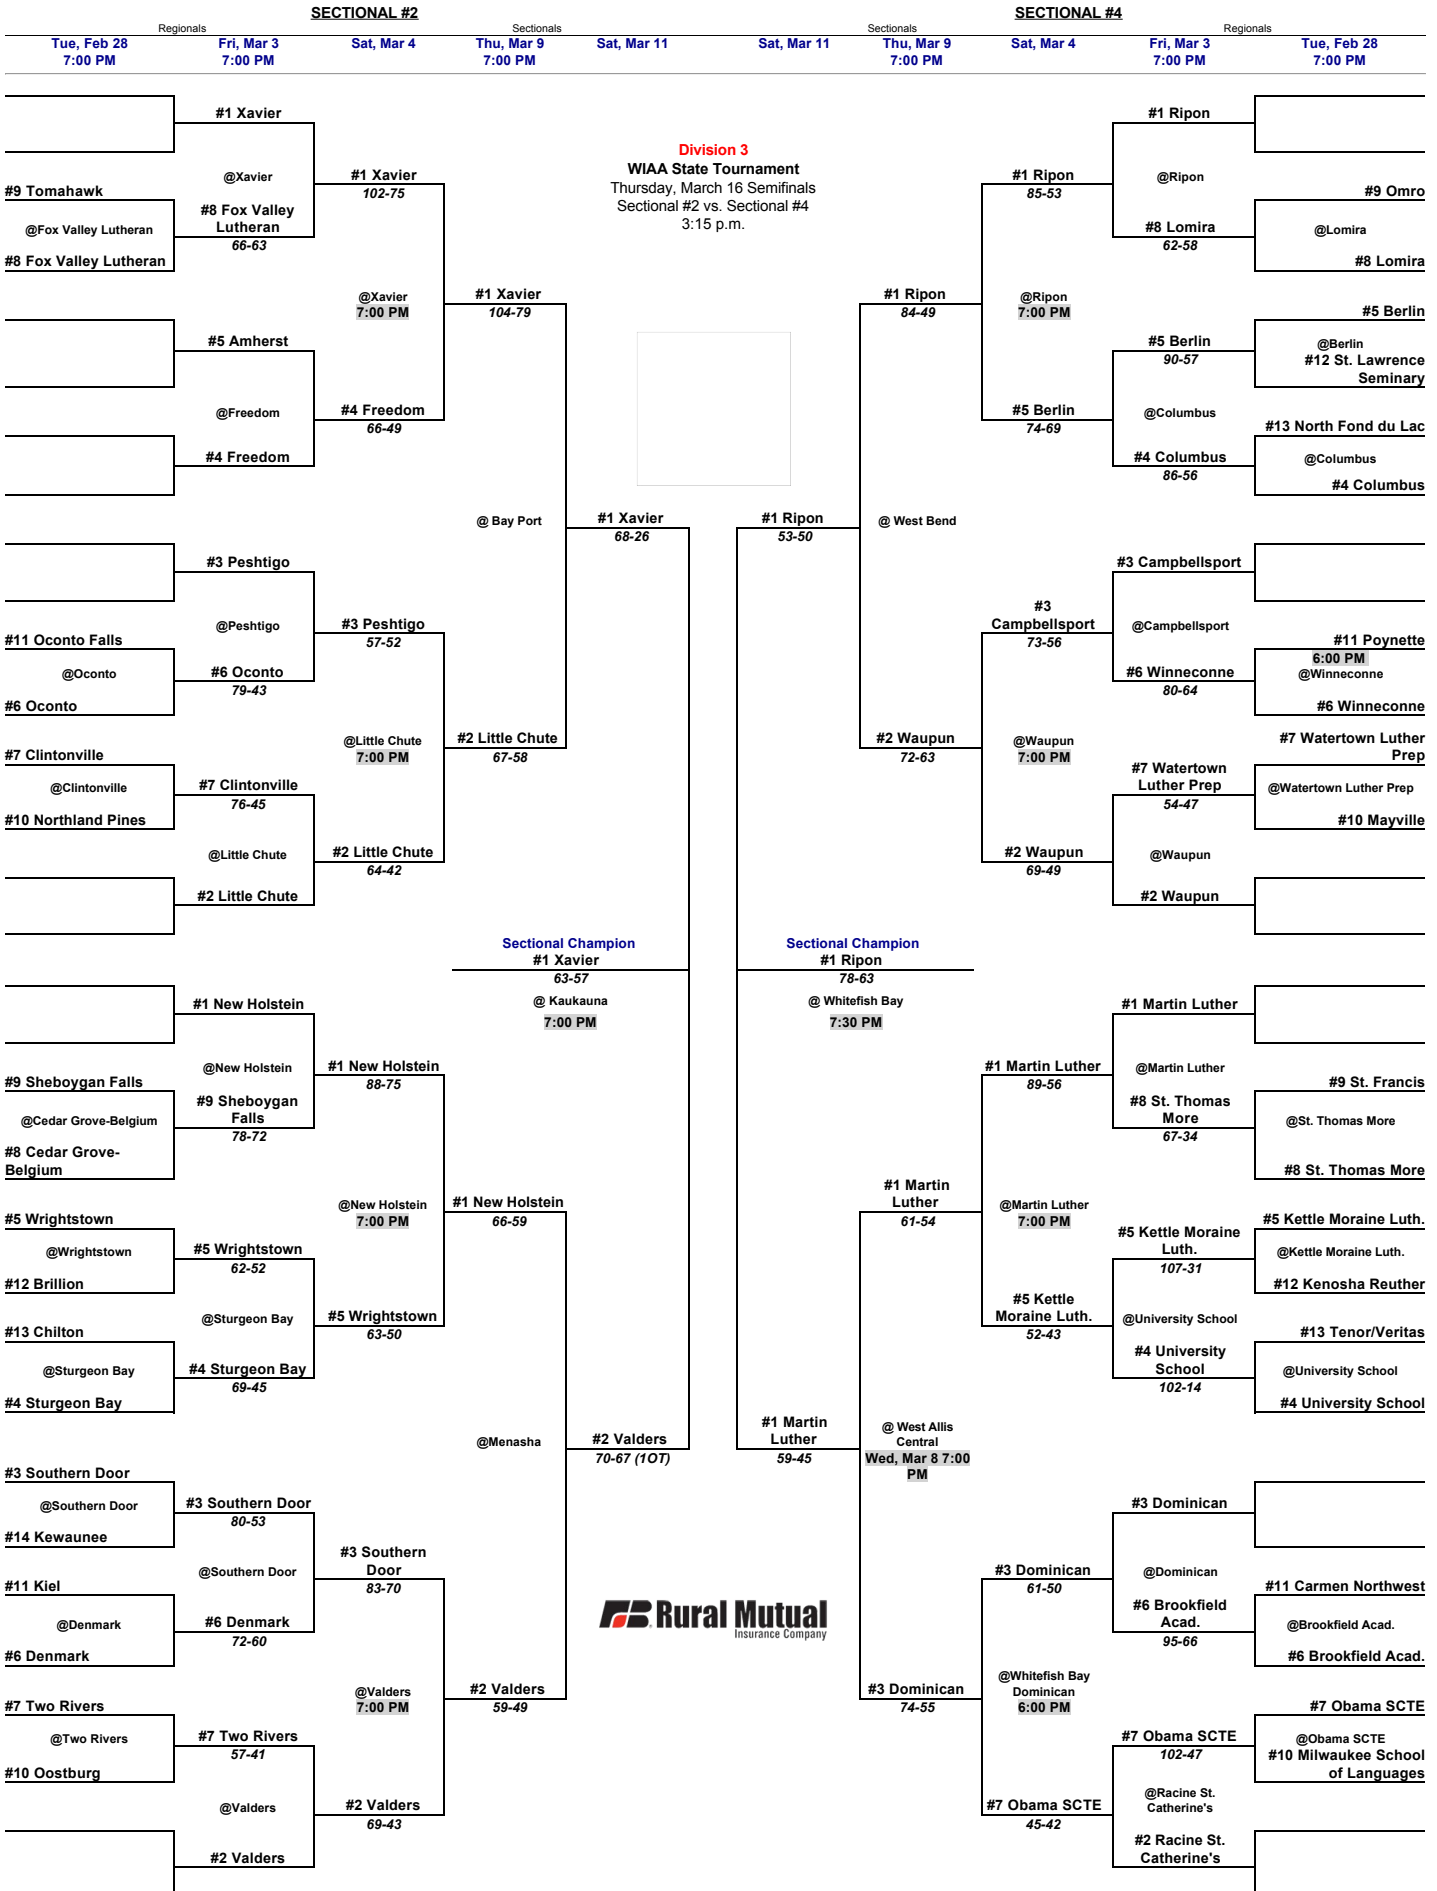 SECTIONAL #2
SECTIONAL #4
Regionals
Sectionals
Sectionals
Regionals
Tue, Feb 28
7:00 PM
Fri, Mar 3
7:00 PM
Sat, Mar 4
Thu, Mar 9
7:00 PM
Sat, Mar 11
Sat, Mar 11
Thu, Mar 9
7:00 PM
Sat, Mar 4
Fri, Mar 3
7:00 PM
Tue, Feb 28
7:00 PM
Division 3
WIAA State Tournament
Thursday, March 16 Semifinals
Sectional #2 vs. Sectional #4
3:15 p.m.
#9 Tomahawk
@Fox Valley Lutheran
#8 Fox Valley Lutheran
#11 Oconto Falls
@Oconto
#6 Oconto
#7 Clintonville
@Clintonville
#10 Northland Pines
#9 Sheboygan Falls
@Cedar Grove-Belgium
#8 Cedar Grove-
Belgium
#5 Wrightstown
@Wrightstown
#12 Brillion
#13 Chilton
@Sturgeon Bay
#4 Sturgeon Bay
#3 Southern Door
@Southern Door
#14 Kewaunee
#11 Kiel
@Denmark
#6 Denmark
#7 Two Rivers
@Two Rivers
#10 Oostburg
#1 Xavier
@Xavier
#8 Fox Valley
Lutheran
66-63
#5 Amherst
@Freedom
#4 Freedom
#3 Peshtigo
@Peshtigo
#6 Oconto
79-43
#7 Clintonville
76-45
@Little Chute
#2 Little Chute
#1 New Holstein
@New Holstein
#9 Sheboygan
Falls
78-72
#5 Wrightstown
62-52
@Sturgeon Bay
#4 Sturgeon Bay
69-45
#3 Southern Door
80-53
@Southern Door
#6 Denmark
72-60
#7 Two Rivers
57-41
@Valders
#2 Valders
#1 Xavier
102-75
@Xavier
7:00 PM
#4 Freedom
66-49
#3 Peshtigo
57-52
@Little Chute
7:00 PM
#2 Little Chute
64-42
#1 New Holstein
88-75
@New Holstein
7:00 PM
#5 Wrightstown
63-50
#3 Southern
Door
83-70
@Valders
7:00 PM
#2 Valders
69-43
#1 Xavier
104-79
@ Bay Port
#2 Little Chute
67-58
#1 New Holstein
66-59
@Menasha
#2 Valders
59-49
#1 Xavier
68-26
Sectional Champion
#1 Xavier
63-57
@ Kaukauna
7:00 PM
#2 Valders
70-67 (1OT)
#1 Ripon
53-50
Sectional Champion
#1 Ripon
78-63
@ Whitefish Bay
7:30 PM
#1 Martin
Luther
59-45
#1 Ripon
84-49
@ West Bend
#2 Waupun
72-63
#1 Martin
Luther
61-54
@ West Allis
Central
Wed, Mar 8 7:00
PM
#3 Dominican
74-55
#1 Ripon
85-53
@Ripon
7:00 PM
#5 Berlin
74-69
#3
Campbellsport
73-56
@Waupun
7:00 PM
#2 Waupun
69-49
#1 Martin Luther
89-56
@Martin Luther
7:00 PM
#5 Kettle
Moraine Luth.
52-43
#3 Dominican
61-50
@Whitefish Bay
Dominican
6:00 PM
#7 Obama SCTE
45-42
#1 Ripon
@Ripon
#8 Lomira
62-58
#5 Berlin
90-57
@Columbus
#4 Columbus
86-56
#3 Campbellsport
@Campbellsport
#6 Winneconne
80-64
#7 Watertown
Luther Prep
54-47
@Waupun
#2 Waupun
#1 Martin Luther
@Martin Luther
#8 St. Thomas
More
67-34
#5 Kettle Moraine
Luth.
107-31
@University School
#4 University
School
102-14
#3 Dominican
@Dominican
#6 Brookfield
Acad.
95-66
#7 Obama SCTE
102-47
@Racine St.
Catherine's
#2 Racine St.
Catherine's
#9 Omro
@Lomira
#8 Lomira
#5 Berlin
@Berlin
#12 St. Lawrence
Seminary
#13 North Fond du Lac
@Columbus
#4 Columbus
#11 Poynette
6:00 PM
@Winneconne
#6 Winneconne
#7 Watertown Luther
Prep
@Watertown Luther Prep
#10 Mayville
#9 St. Francis
@St. Thomas More
#8 St. Thomas More
#5 Kettle Moraine Luth.
@Kettle Moraine Luth.
#12 Kenosha Reuther
#13 Tenor/Veritas
@University School
#4 University School
#11 Carmen Northwest
@Brookfield Acad.
#6 Brookfield Acad.
#7 Obama SCTE
@Obama SCTE
#10 Milwaukee School
of Languages
Rural Mutual
Insurance Company